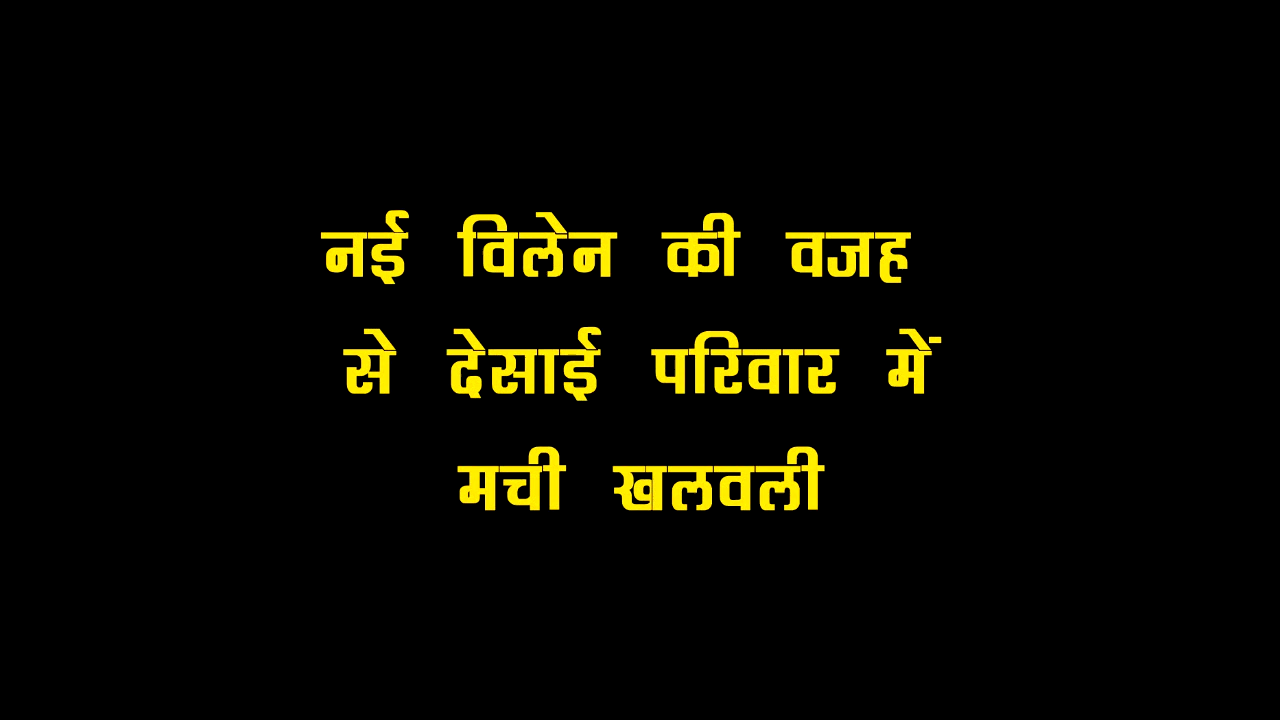 नई विलेन की वजह
से देसाई परिवार में
मची खलवली